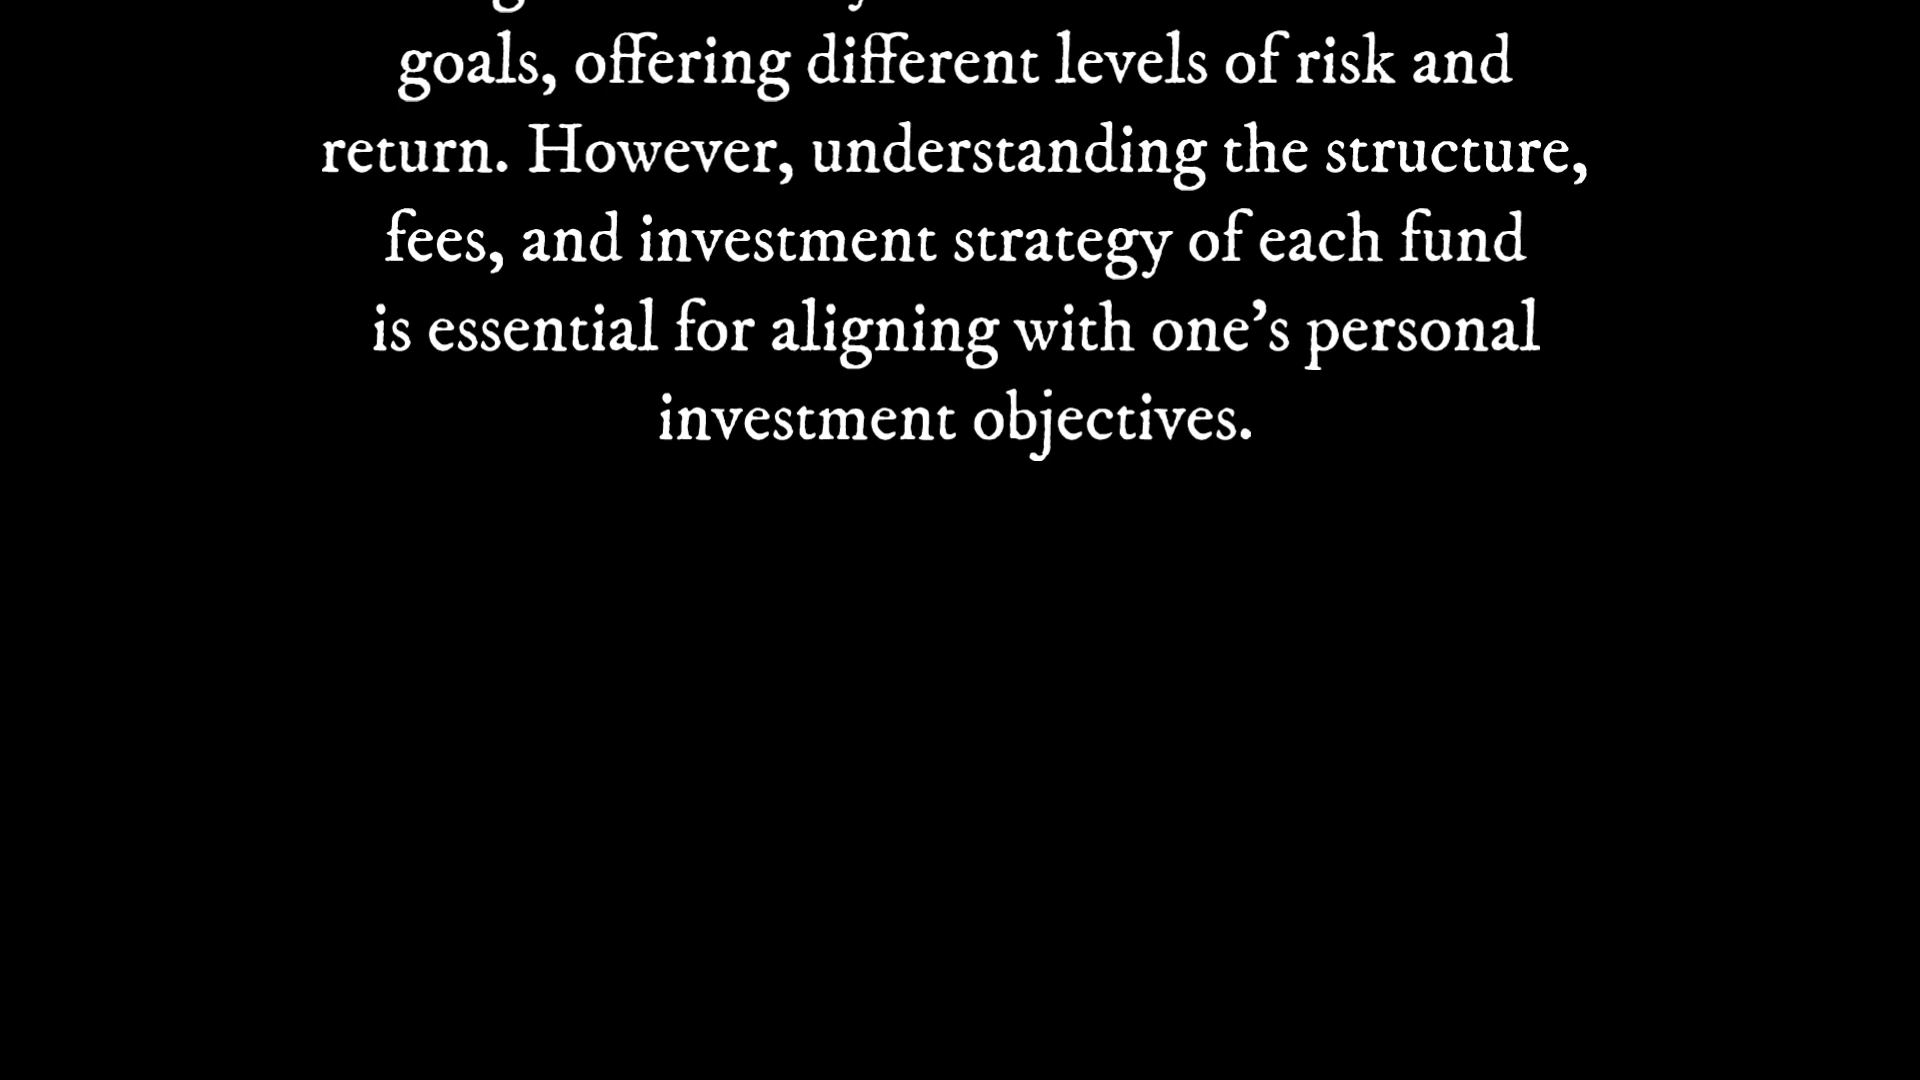 goals, offering different levels of risk and
return. However, understanding the structure,
fees, and investment strategy of each fund
is essential for aligning with one’s personal
investment objectives.